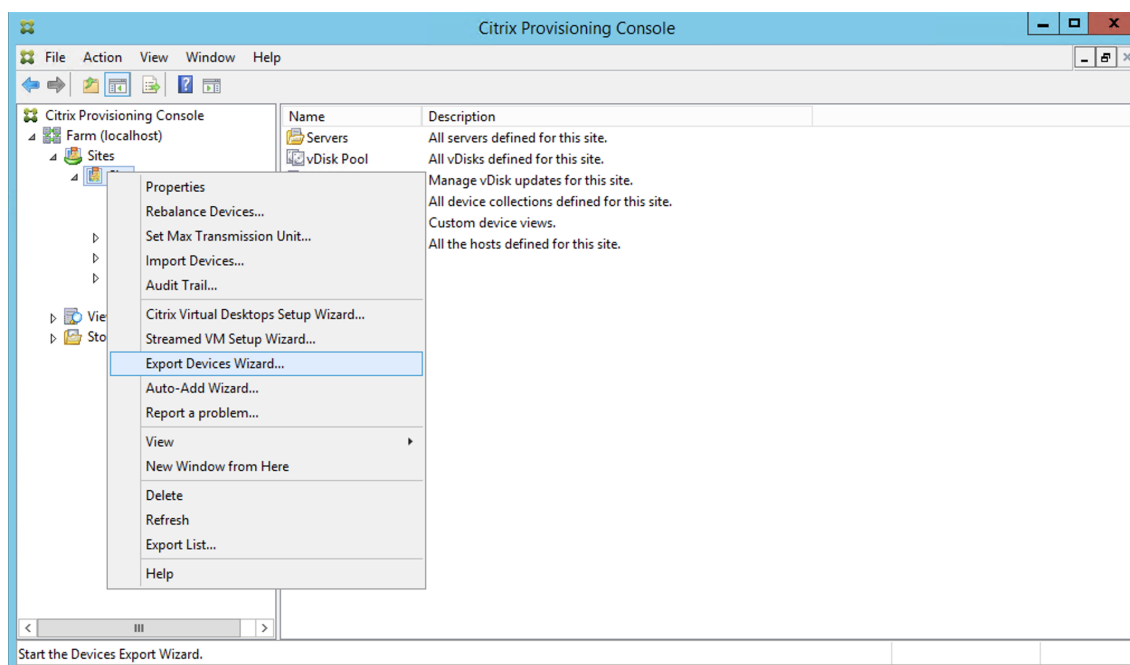 Citrix Provisioning Console
File Action View Window Help
Citrix Provisioning Console
Farm (localhost)
Sites
Name Description
Servers All servers defined for this site.
vDisk Pool All vDisks defined for this site.
Manage vDisk updates for this site.
All device collections defined for this site.
Custom device views.
All the hosts defined for this site.
Properties
Rebalance Devices...
Set Max Transmission Unit...
Import Devices...
Audit Trail...
Citrix Virtual Desktops Setup Wizard...
Streamed VM Setup Wizard...
Export Devices Wizard...
Auto-Add Wizard...
Report a problem...
View
New Window from Here
Delete
Refresh
Export List...
Help
Vie
Sto
Start the Devices Export Wizard.